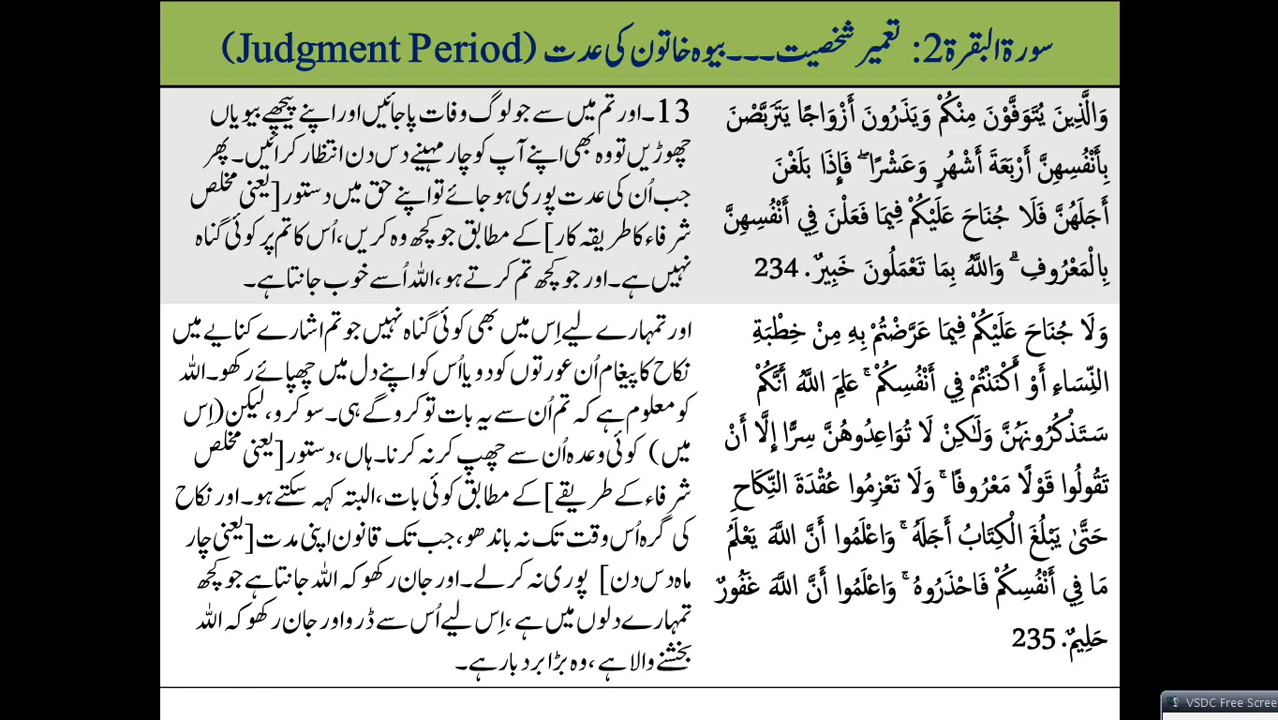 سورۃ البقرۃ 2: تعمیر شخصیت۔۔۔بیوہ خاتون کی عدت (Judgment Period)
وَالَّذِينَ يُتَوَفَّوْنَ مِنْكُمْ وَيَذَرُونَ أَزْوَاجًا يَتَرَبَّصْنَ
بِأَنْفُسِهِنَّ أَرْبَعَةَ أَشْهُرٍ وَعَشْرًا ۖ فَإِذَا بَلَغْنَ
أَجَلَهُنَّ فَلَا جُنَاحَ عَلَيْكُمْ فِيمَا فَعَلْنَ فِي أَنْفُسِهِنَّ
بِالْمَعْرُوفِ ۗ وَاللَّهُ بِمَا تَعْمَلُونَ خَبِيرٌ. 234
13۔ اور تم میں سے جو لوگ وفات پا جائیں اور اپنے پیچھے بیویاں
چھوڑیں تو وہ بھی اپنے آپ کو چار مہینے دس دن انتظار کرائیں۔ پھر
جب اُن کی عدت پوری ہو جائے تو اپنے حق میں دستور [یعنی مخلص
شرفاء کا طریقہ کار] کے مطابق جو کچھ وہ کریں، اُس کا تم پر کوئی گناہ
نہیں ہے۔ اور جو کچھ تم کرتے ہو، اللہ اُسے خوب جانتا ہے۔
وَلَا جُنَاحَ عَلَيْكُمْ فِيمَا عَرَّضْتُمْ بِهِ مِنْ خِطْبَةِ
النِّسَاءِ أَوْ أَكْنَنْتُمْ فِي أَنْفُسِكُمْ ۚ عَلِمَ اللَّهُ أَنَّكُمْ
سَتَذْكُرُونَهُنَّ وَلَٰكِنْ لَا تُوَاعِدُوهُنَّ سِرًّا إِلَّا أَنْ
تَقُولُوا قَوْلًا مَعْرُوفًا ۚ وَلَا تَعْزِمُوا عُقْدَةَ النِّكَاحِ
حَتَّىٰ يَبْلُغَ الْكِتَابُ أَجَلَهُ ۚ وَاعْلَمُوا أَنَّ اللَّهَ يَعْلَمُ
مَا فِي أَنْفُسِكُمْ فَاحْذَرُوهُ ۚ وَاعْلَمُوا أَنَّ اللَّهَ غَفُورٌ
حَلِيمٌ. 235
اور تمہارے لیے اِس میں بھی کوئی گناہ نہیں جو تم اشارے کنایے میں
نکاح کا پیغام اُن عورتوں کو دو یا اُس کو اپنے دل میں چھپائے رکھو۔ اللہ
کو معلوم ہے کہ تم اُن سے یہ بات تو کرو گے ہی۔ سو کرو، لیکن (اِس
میں) کوئی وعدہ اُن سے چھپ کر نہ کرنا۔ ہاں، دستور [یعنی مخلص
شرفاء کے طریقے] کے مطابق کوئی بات، البتہ کہہ سکتے ہو۔ اور نکاح
کی گرہ اُس وقت تک نہ باندھو، جب تک قانون اپنی مدت [یعنی چار
ماہ دس دن] پوری نہ کر لے۔ اور جان رکھو کہ اللہ جانتا ہے جو کچھ
تمہارے دلوں میں ہے، اِس لیے اُس سے ڈرو اور جان رکھو کہ اللہ
بخشنے والا ہے، وہ بڑا بردبار ہے۔
VSDC Free Scree